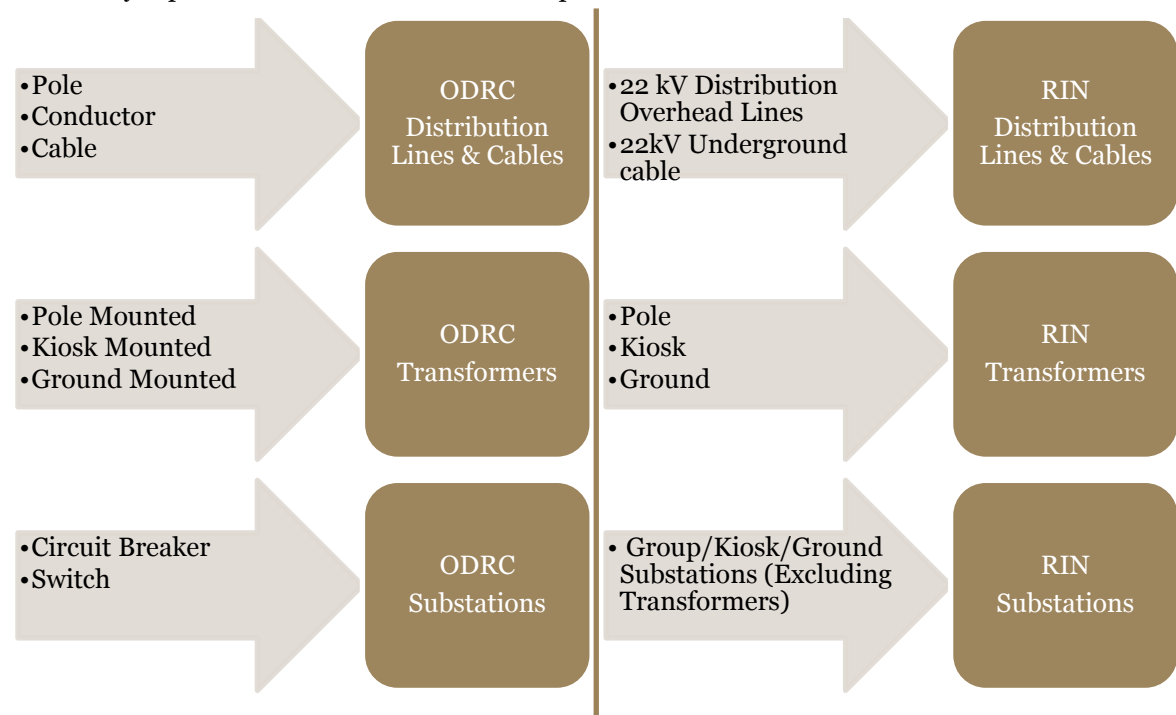 •Pole
•Conductor
•Cable
ODRC
Distribution
Lines & Cables
•22 kV Distribution
Overhead Lines
•22kV Underground
cable
RIN
Distribution
Lines & Cables
•Pole Mounted
•Kiosk Mounted
•Ground Mounted
ODRC
Transformers
•Pole
•Kiosk
•Ground
RIN
Transformers
•Circuit Breaker
•Switch
ODRC
Substations
• Group/Kiosk/Ground
Substations (Excluding
Transformers)
RIN
Substations